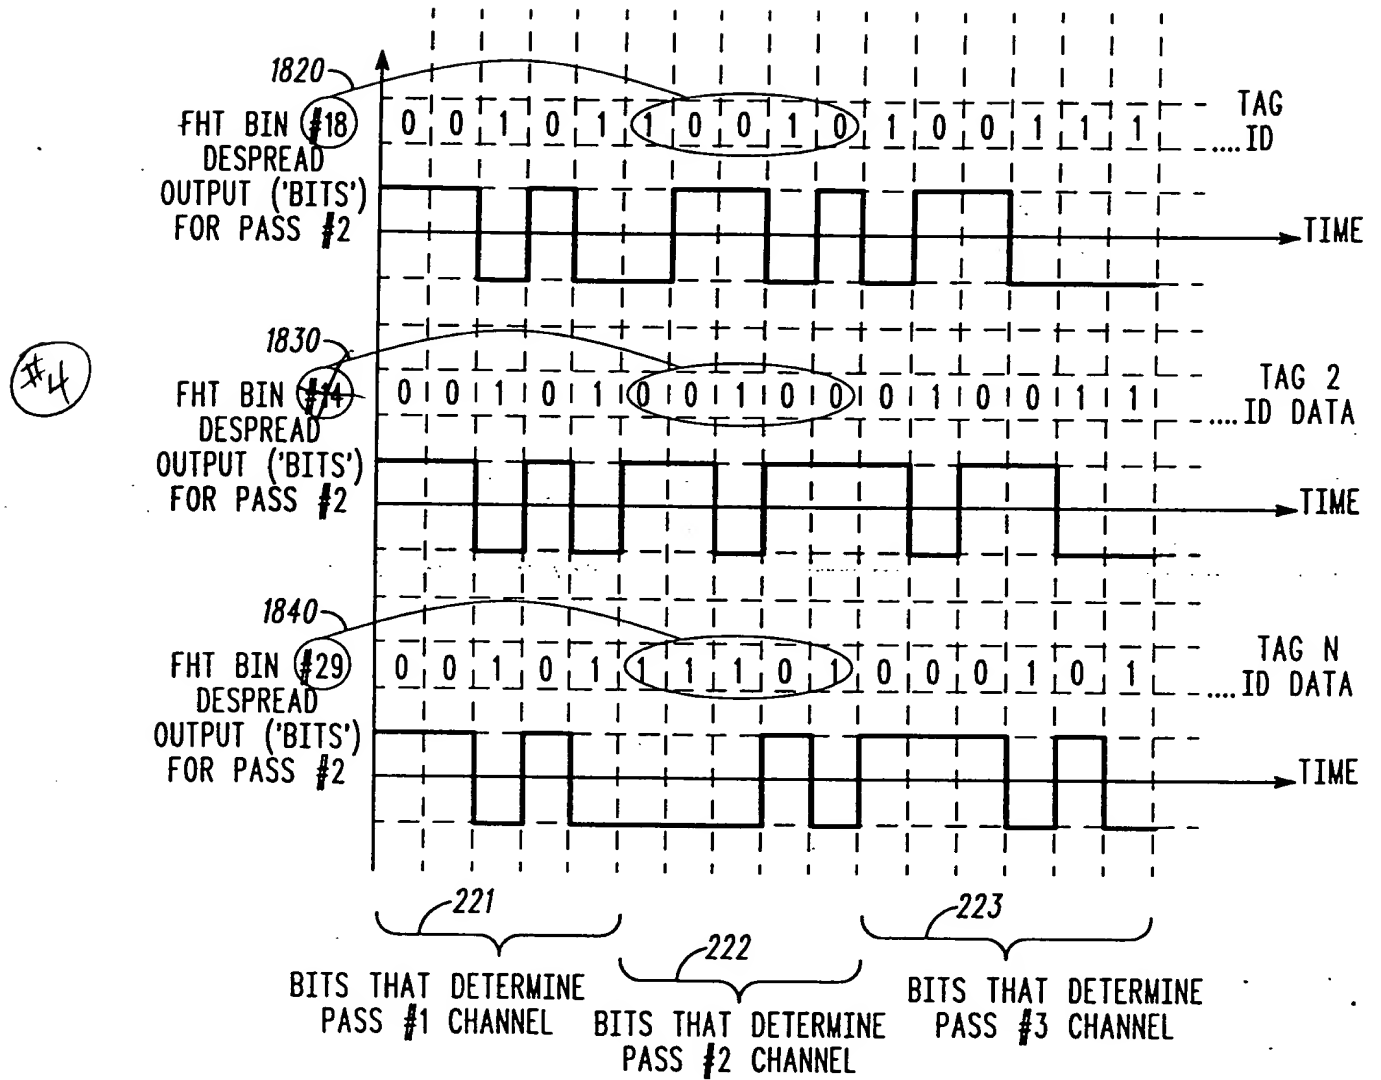 1820
FHT BIN #18 0 0 1 0 1 1 0 0 1 0 1 0 0 1 1 1 TAG
DESPREAD ....ID
OUTPUT ('BITS')
FOR PASS #2
TIME
1830
#4
FHT BIN #14 0 0 1 0 1 0 0 1 0 0 0 1 0 0 1 1 TAG 2
DESPREAD ....ID DATA
OUTPUT ('BITS')
FOR PASS #2
TIME
1840
FHT BIN #29 0 0 1 0 1 1 1 1 0 1 0 0 0 1 0 1 TAG N
DESPREAD ....ID DATA
OUTPUT ('BITS')
FOR PASS #2
TIME
221
BITS THAT DETERMINE
PASS #1 CHANNEL
222
BITS THAT DETERMINE
PASS #2 CHANNEL
223
BITS THAT DETERMINE
PASS #3 CHANNEL